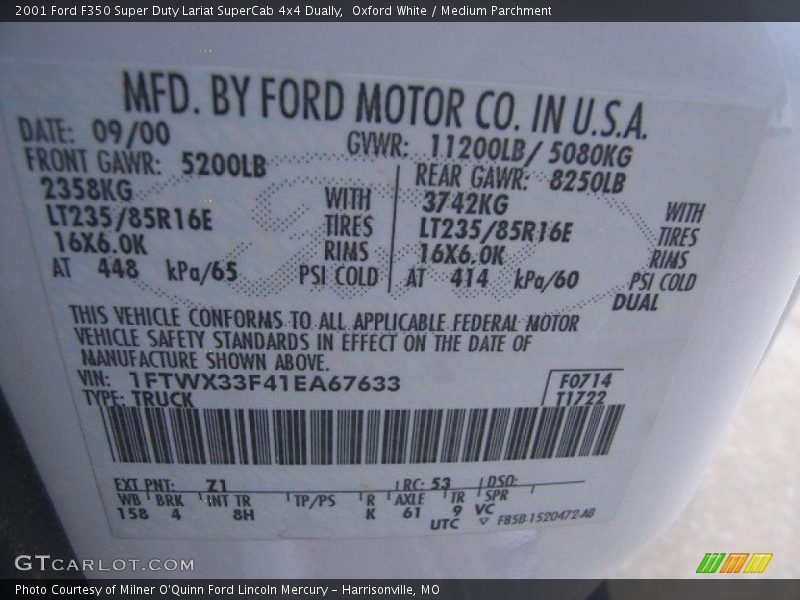 2001 Ford F350 Super Duty Lariat SuperCab 4x4 Dually, Oxford White / Medium Parchment
MFD. BY FORD MOTOR CO. IN U.S.A.
DATE: 09/00 GVWR: 11200LB/ 5080KG
FRONT GAWR: 5200LB REAR GAWR: 8250LB
2358KG WITH 3742KG WITH
LT235/85R16E TIRES LT235/85R16E TIRES
16X6.0K RIMS 16X6.0K RIMS
AT 448 kPa/65 PSI COLD AT 414 kPa/60 PSI COLD
DUAL
THIS VEHICLE CONFORMS TO ALL APPLICABLE FEDERAL MOTOR
VEHICLE SAFETY STANDARDS IN EFFECT ON THE DATE OF
MANUFACTURE SHOWN ABOVE.
VIN: 1FTWX33F41EA67633 F0714
TYPE: TRUCK T1722
EXT PNT: Z1 RC: 53 DSO:
WB BRK INT TR TP/PS R AXLE TR SPR
158 4 8H K 61 9 VC
UTC ▽ F85B-1520472-AB
GTCARLOT.COM
Photo Courtesy of Milner O'Quinn Ford Lincoln Mercury – Harrisonville, MO